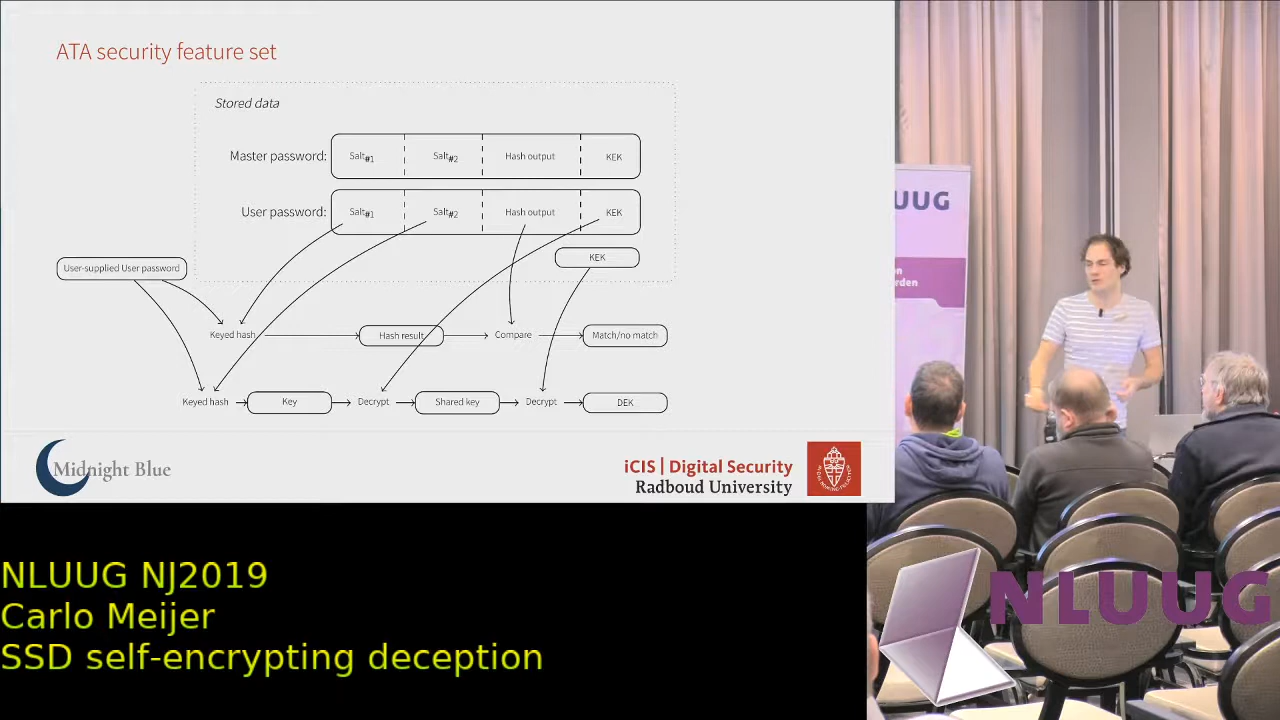 ATA security feature set
Stored data
Master password:
Salt#1
Salt#2
Hash output
KEK
User password:
Salt#1
Salt#2
Hash output
KEK
User-supplied User password
KEK
Keyed hash
Hash result
Compare
Match/no match
Keyed hash
Key
Decrypt
Shared key
Decrypt
DEK
Midnight Blue
iCIS | Digital Security
Radboud University
UUG
NLUUG NJ2019
Carlo Meijer
SSD self-encrypting deception
NLUUG